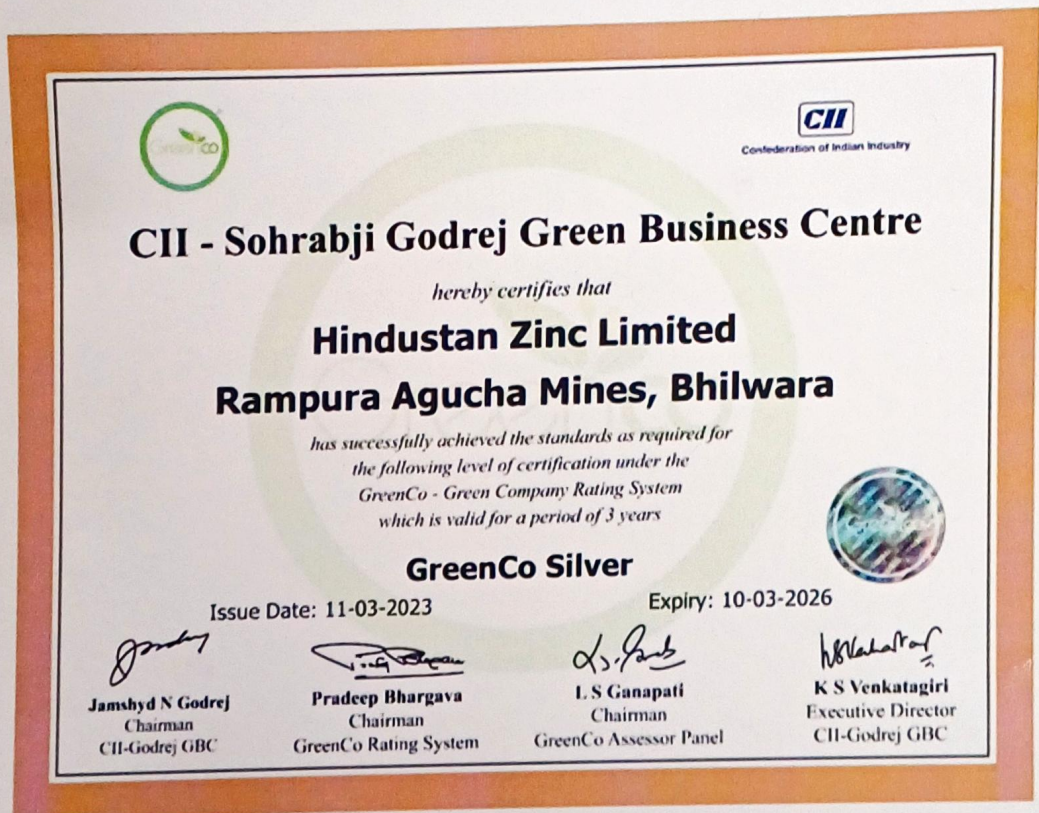 GreenCO
CII
Confederation of Indian Industry
CII - Sohrabji Godrej Green Business Centre
hereby certifies that
Hindustan Zinc Limited
Rampura Agucha Mines, Bhilwara
has successfully achieved the standards as required for
the following level of certification under the
GreenCo - Green Company Rating System
which is valid for a period of 3 years
GreenCo Silver
Issue Date: 11-03-2023
Expiry: 10-03-2026
Jamshyd N Godrej
Chairman
CII-Godrej GBC
Pradeep Bhargava
Chairman
GreenCo Rating System
L S Ganapati
Chairman
GreenCo Assessor Panel
K S Venkatagiri
Executive Director
CII-Godrej GBC